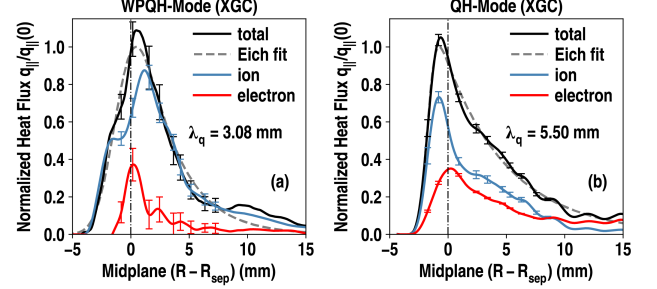 WPQH-Mode (XGC)
Normalized Heat Flux q||/q||(0)
1.0
0.8
0.6
0.4
0.2
0.0
total
Eich fit
ion
electron
λq = 3.08 mm
(a)
−5 0 5 10 15
Midplane (R − Rsep) (mm)
QH-Mode (XGC)
Normalized Heat Flux q||/q||(0)
1.0
0.8
0.6
0.4
0.2
0.0
total
Eich fit
ion
electron
λq = 5.50 mm
(b)
−5 0 5 10 15
Midplane (R − Rsep) (mm)